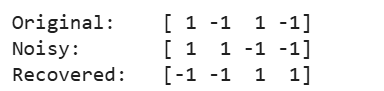 Original:    [ 1 -1  1 -1]
Noisy:       [ 1  1 -1 -1]
Recovered:   [-1 -1  1  1]